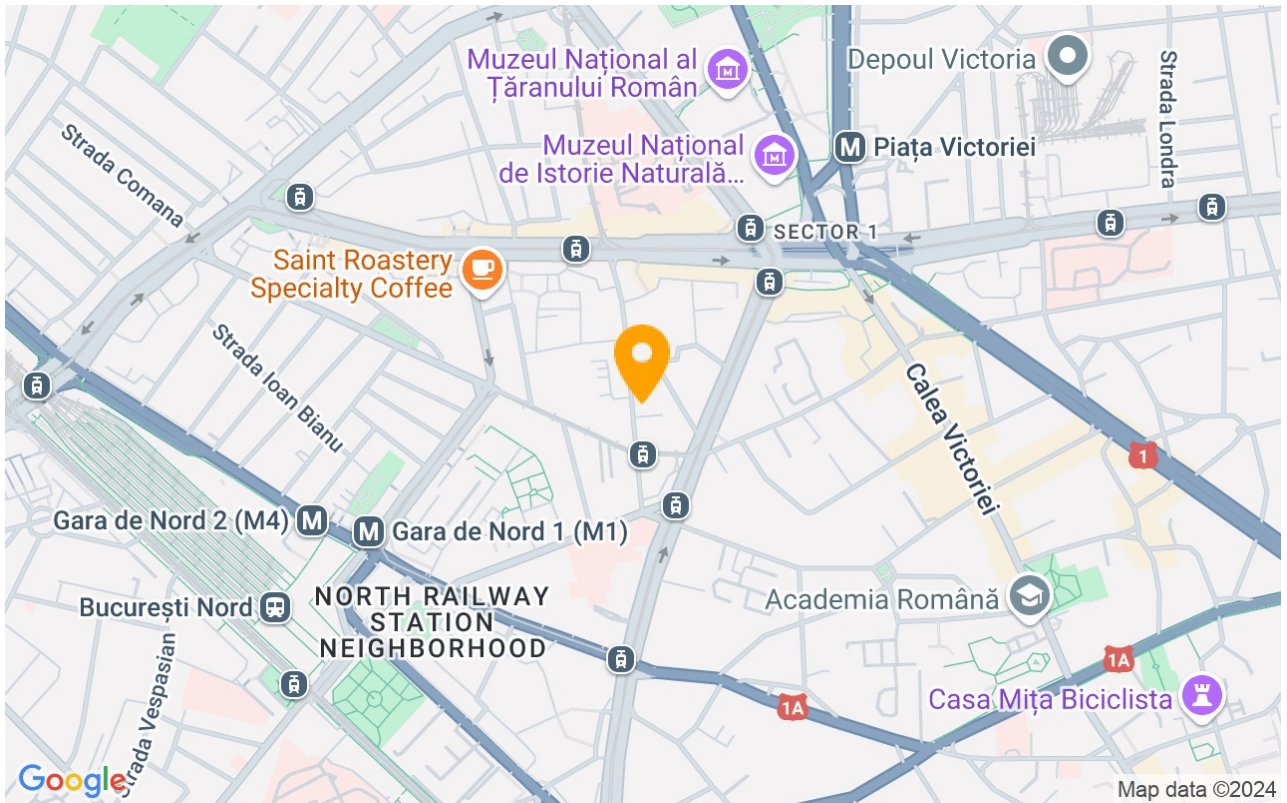 Muzeul Național al
Țăranului Român
Depoul Victoria
Strada Londra
Muzeul Național
de Istorie Naturală...
M
Piața Victoriei
Strada Comana
SECTOR 1
Saint Roastery
Specialty Coffee
Strada Ioan Bianu
Calea Victoriei
1
Gara de Nord 2 (M4)
M
M
Gara de Nord 1 (M1)
București Nord
NORTH RAILWAY
STATION
NEIGHBORHOOD
Academia Română
1A
Strada Vespasian
Casa Mița Biciclista
1A
Google
Map data ©2024